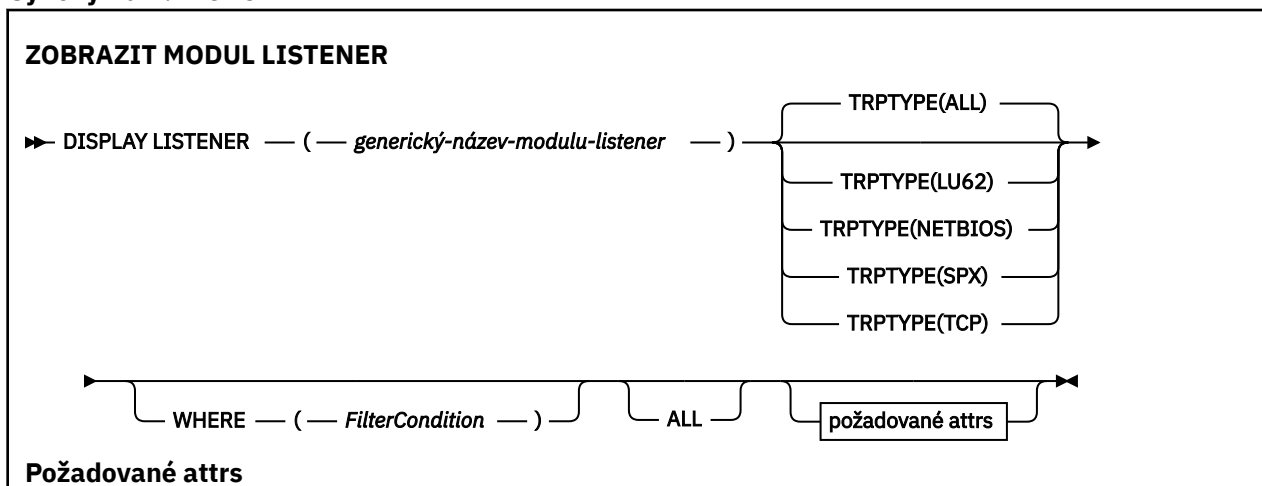 ZOBRAZIT MODUL LISTENER
TRPTYPE(ALL)
DISPLAY LISTENER — ( — generický-název-modulu-listener — )
TRPTYPE(LU62)
TRPTYPE(NETBIOS)
TRPTYPE(SPX)
TRPTYPE(TCP)
WHERE — ( — FilterCondition — ) ALL požadované attrs
Požadované attrs